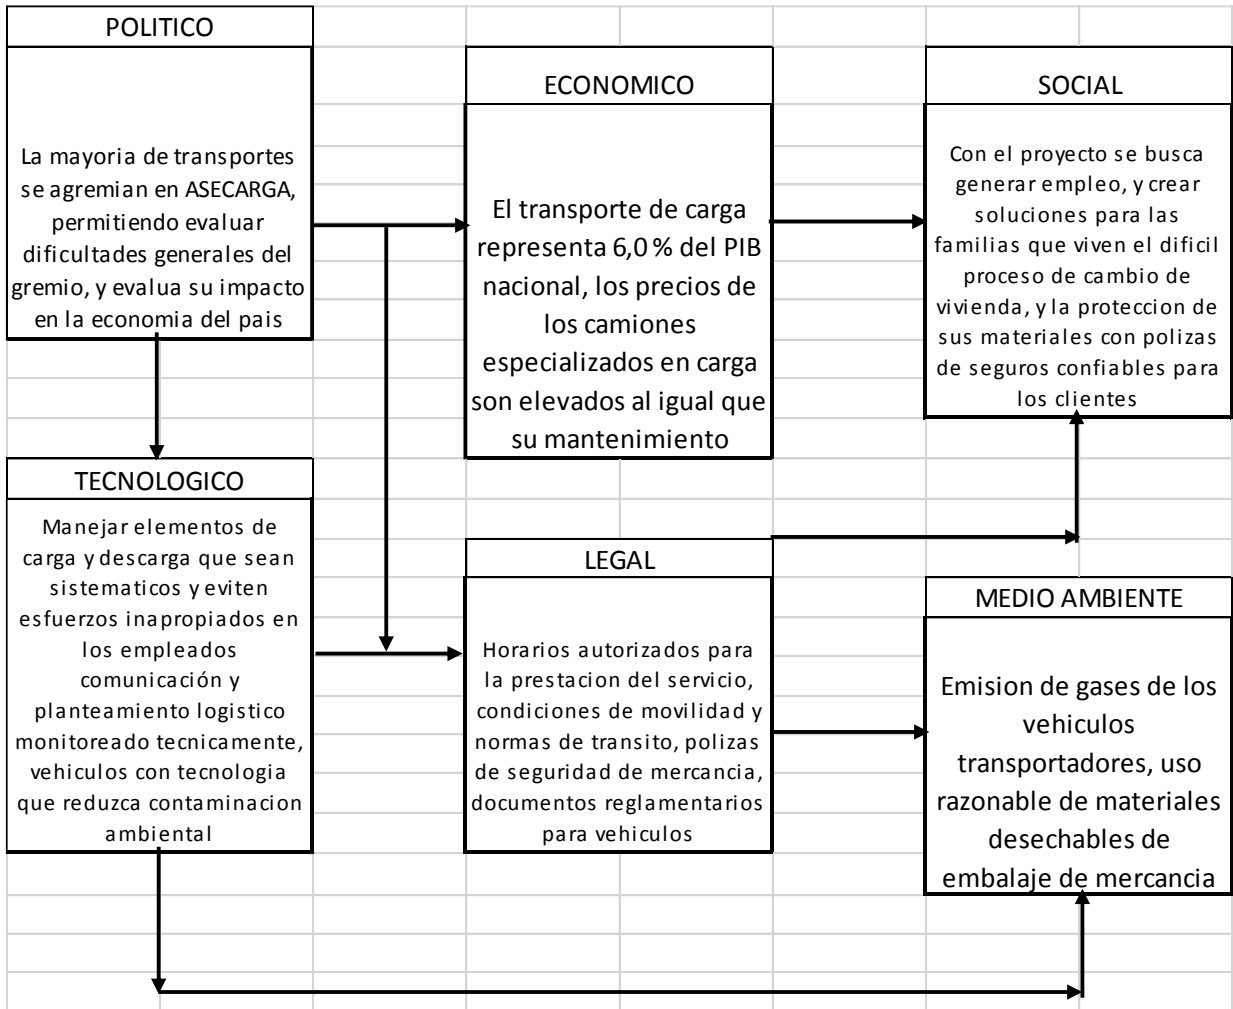 POLITICO
La mayoria de transportes
se agremian en ASECARGA,
permitiendo evaluar
dificultades generales del
gremio, y evalua su impacto
en la economia del pais
ECONOMICO
El transporte de carga
representa 6,0 % del PIB
nacional, los precios de
los camiones
especializados en carga
son elevados al igual que
su mantenimiento
SOCIAL
Con el proyecto se busca
generar empleo, y crear
soluciones para las
familias que viven el dificil
proceso de cambio de
vivienda, y la proteccion de
sus materiales con polizas
de seguros confiables para
los clientes
TECNOLOGICO
Manejar elementos de
carga y descarga que sean
sistematicos y eviten
esfuerzos inapropiados en
los empleados
comunicación y
planteamiento logistico
monitoreado tecnicamente,
vehiculos con tecnologia
que reduzca contaminacion
ambiental
LEGAL
Horarios autorizados para
la prestacion del servicio,
condiciones de movilidad y
normas de transito, polizas
de seguridad de mercancia,
documentos reglamentarios
para vehiculos
MEDIO AMBIENTE
Emision de gases de los
vehiculos
transportadores, uso
razonable de materiales
desechables de
embalaje de mercancia